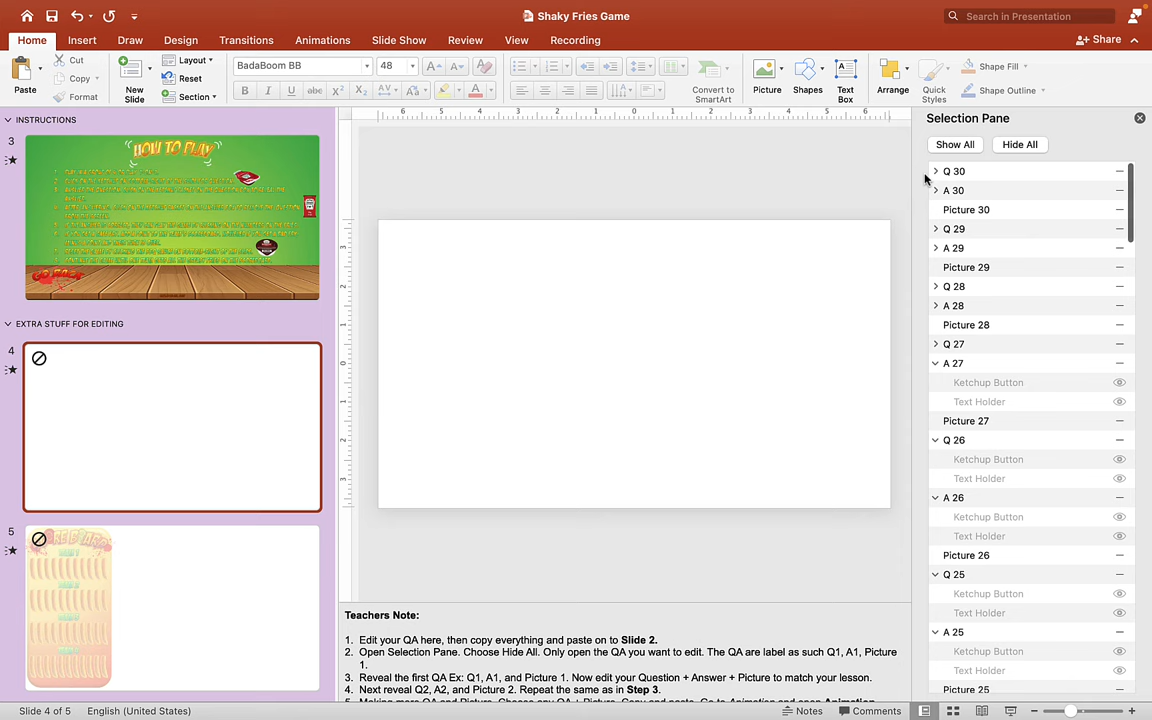 Shaky Fries Game
Search in Presentation
Home Insert Draw Design Transitions Animations Slide Show Review View Recording
Share
Paste
Cut
Copy
Format
New
Slide
Layout
Reset
Section
BadaBoom BB
48
Convert to
SmartArt
Picture
Shapes
Text
Box
Arrange
Quick
Styles
Shape Fill
Shape Outline
INSTRUCTIONS
3
HOW TO PLAY
GO BACK
EXTRA STUFF FOR EDITING
4
5
Selection Pane
Show All
Hide All
Q 30
A 30
Picture 30
Q 29
A 29
Picture 29
Q 28
A 28
Picture 28
Q 27
A 27
Ketchup Button
Text Holder
Picture 27
Q 26
Ketchup Button
Text Holder
A 26
Ketchup Button
Text Holder
Picture 26
Q 25
Ketchup Button
Text Holder
A 25
Ketchup Button
Text Holder
Picture 25
Teachers Note:
1. Edit your QA here, then copy everything and paste on to Slide 2.
2. Open Selection Pane. Choose Hide All. Only open the QA you want to edit. The QA are label as such Q1, A1, Picture
1.
3. Reveal the first QA Ex: Q1, A1, and Picture 1. Now edit your Question + Answer + Picture to match your lesson.
4. Next reveal Q2, A2, and Picture 2. Repeat the same as in Step 3.
Slide 4 of 5
English (United States)
Notes
Comments